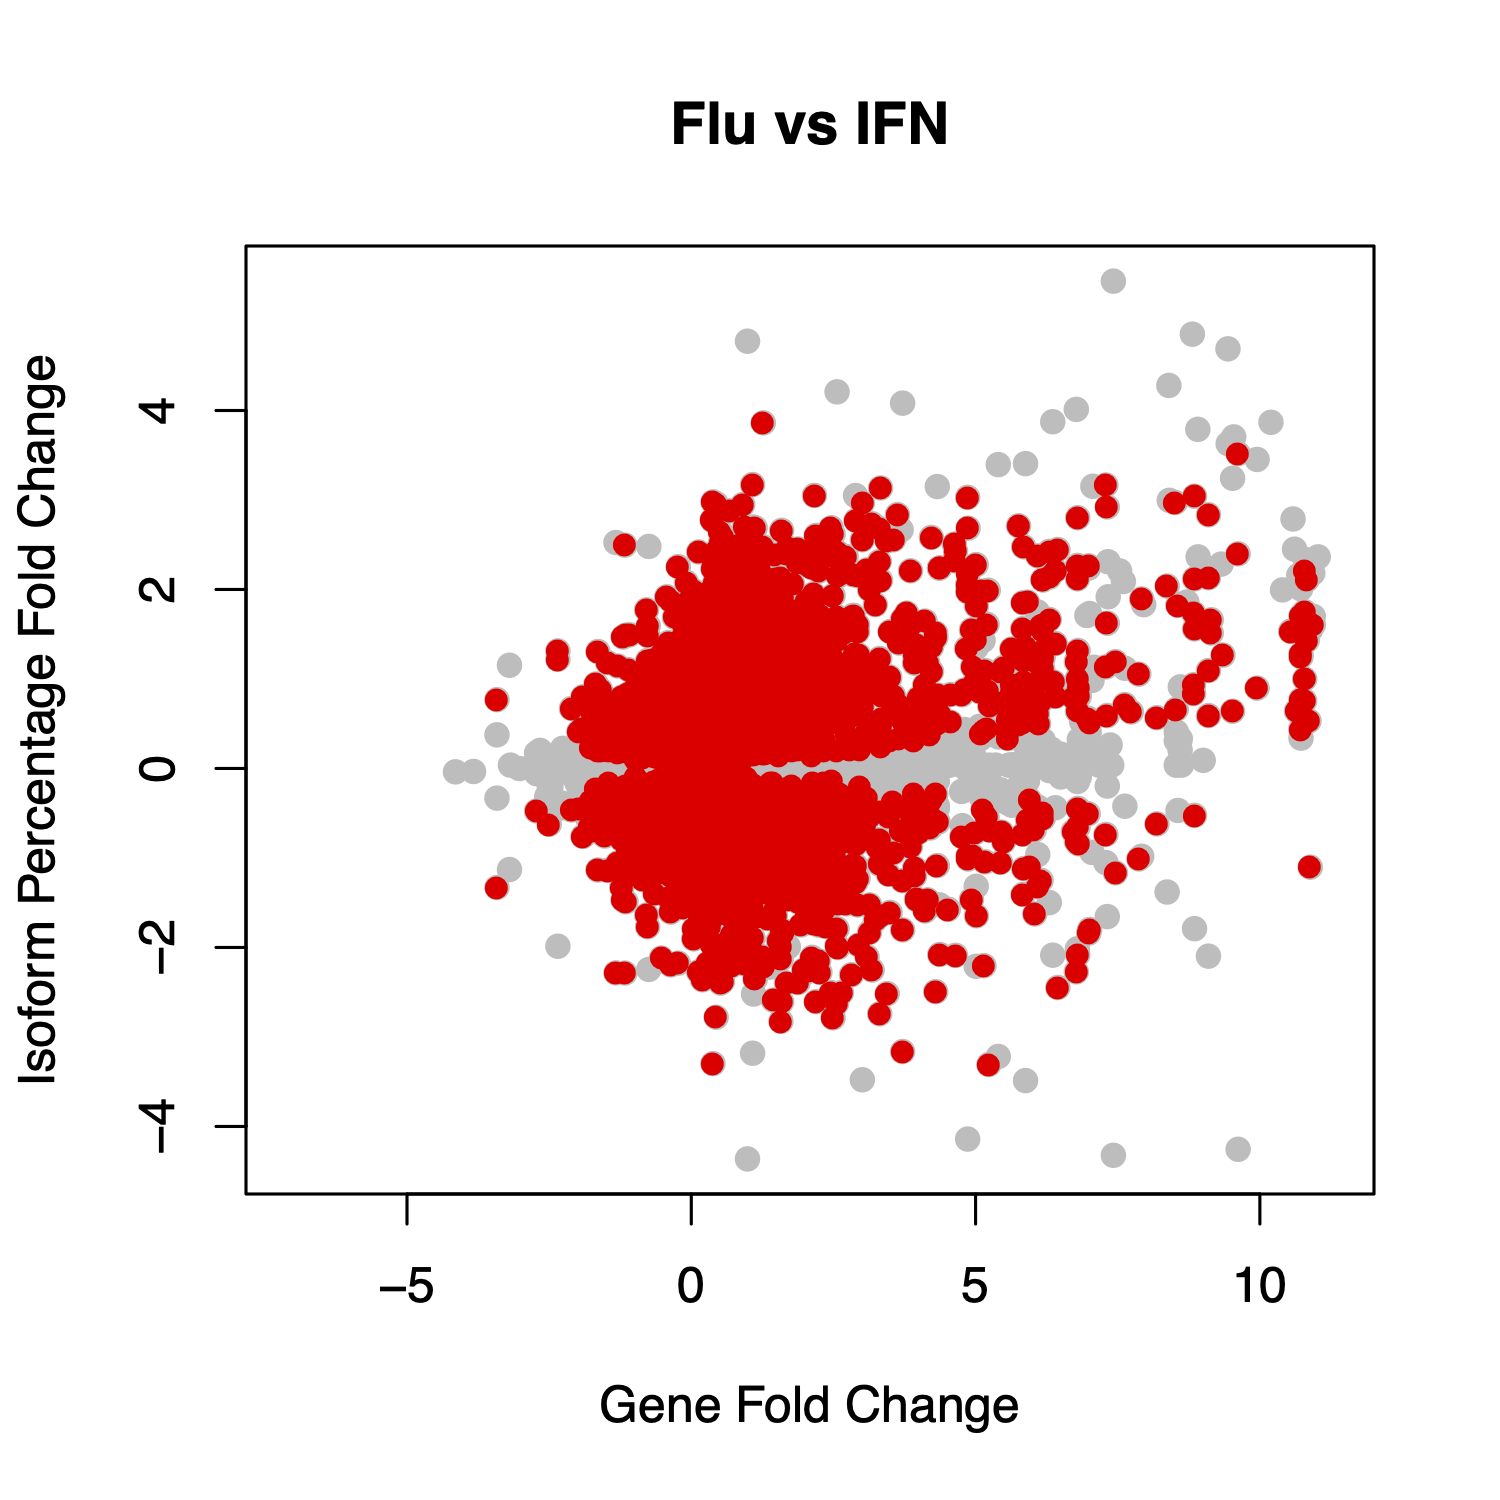 Flu vs IFN
Isoform Percentage Fold Change
4
2
0
−2
−4
−5 0 5 10
Gene Fold Change